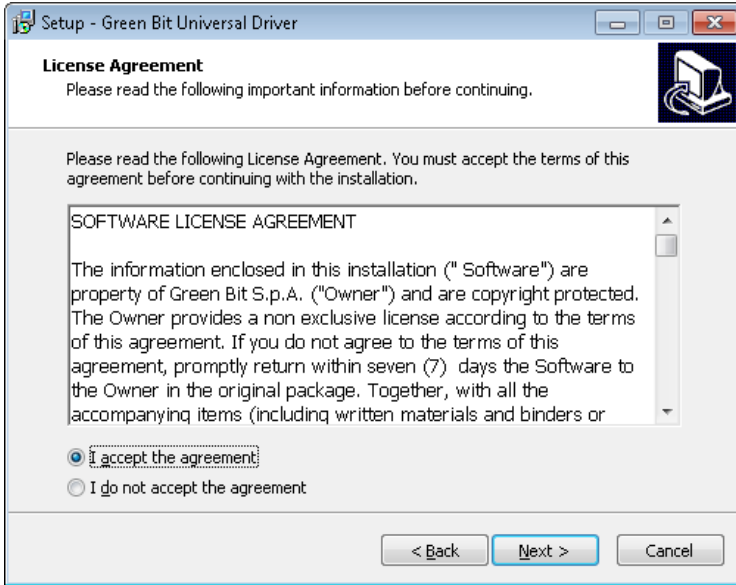 Setup - Green Bit Universal Driver
License Agreement
Please read the following important information before continuing.
Please read the following License Agreement. You must accept the terms of this
agreement before continuing with the installation.
SOFTWARE LICENSE AGREEMENT
The information enclosed in this installation (" Software") are
property of Green Bit S.p.A. ("Owner") and are copyright protected.
The Owner provides a non exclusive license according to the terms
of this agreement. If you do not agree to the terms of this
agreement, promptly return within seven (7)  days the Software to
the Owner in the original package. Together, with all the
accompanying items (including written materials and binders or
I accept the agreement
I do not accept the agreement
< Back
Next >
Cancel